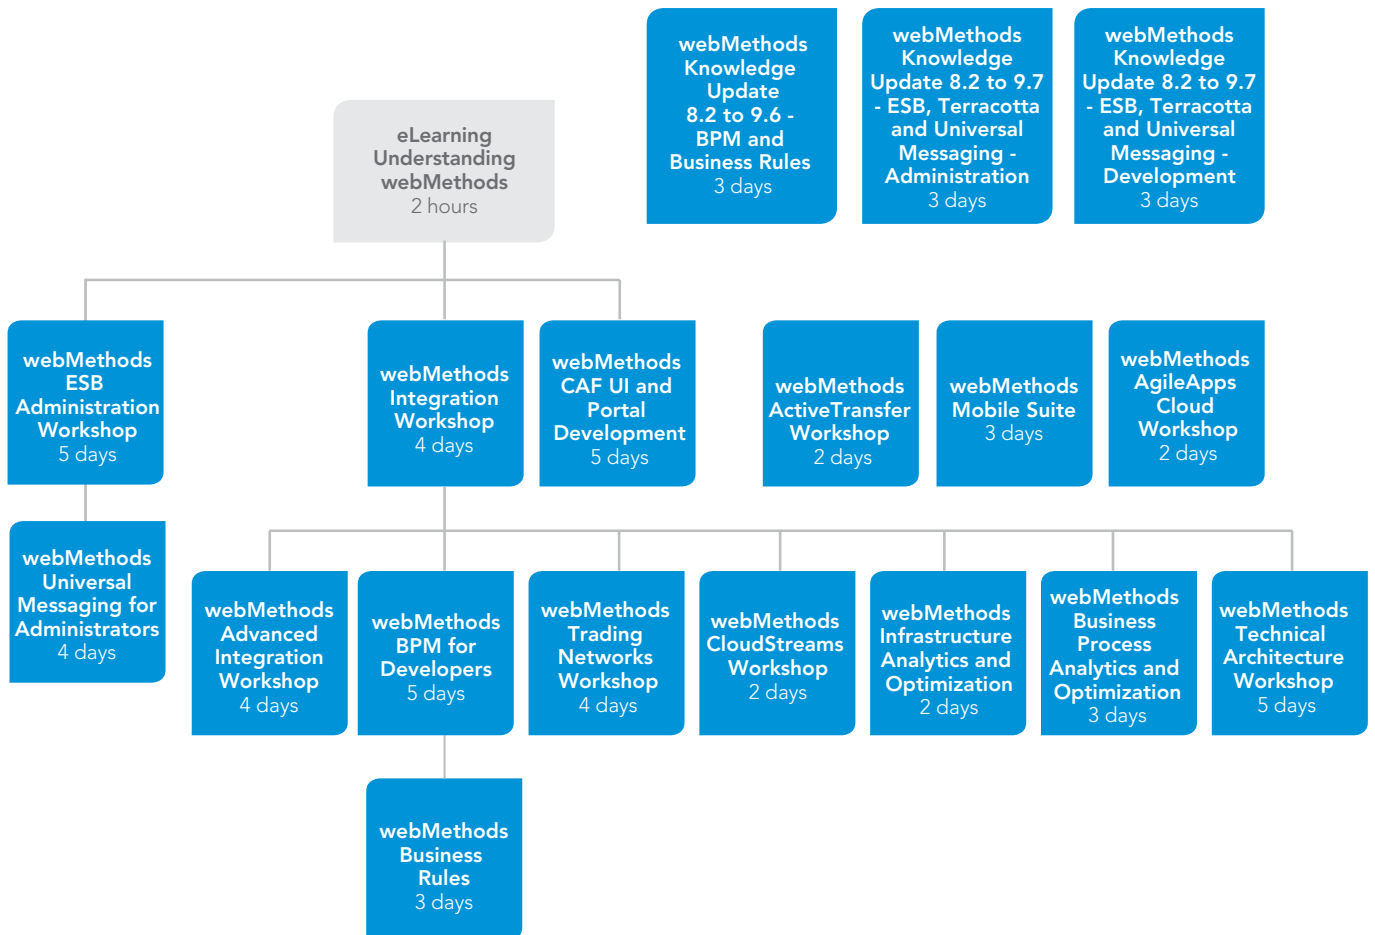 webMethods
Knowledge
Update
8.2 to 9.6 -
BPM and
Business Rules
3 days
webMethods
Knowledge
Update 8.2 to 9.7
- ESB, Terracotta
and Universal
Messaging -
Administration
3 days
webMethods
Knowledge
Update 8.2 to 9.7
- ESB, Terracotta
and Universal
Messaging -
Development
3 days
eLearning
Understanding
webMethods
2 hours
webMethods
ESB
Administration
Workshop
5 days
webMethods
Integration
Workshop
4 days
webMethods
CAF UI and
Portal
Development
5 days
webMethods
ActiveTransfer
Workshop
2 days
webMethods
Mobile Suite
3 days
webMethods
AgileApps
Cloud
Workshop
2 days
webMethods
Universal
Messaging for
Administrators
4 days
webMethods
Advanced
Integration
Workshop
4 days
webMethods
BPM for
Developers
5 days
webMethods
Trading
Networks
Workshop
4 days
webMethods
CloudStreams
Workshop
2 days
webMethods
Infrastructure
Analytics and
Optimization
2 days
webMethods
Business
Process
Analytics and
Optimization
3 days
webMethods
Technical
Architecture
Workshop
5 days
webMethods
Business
Rules
3 days